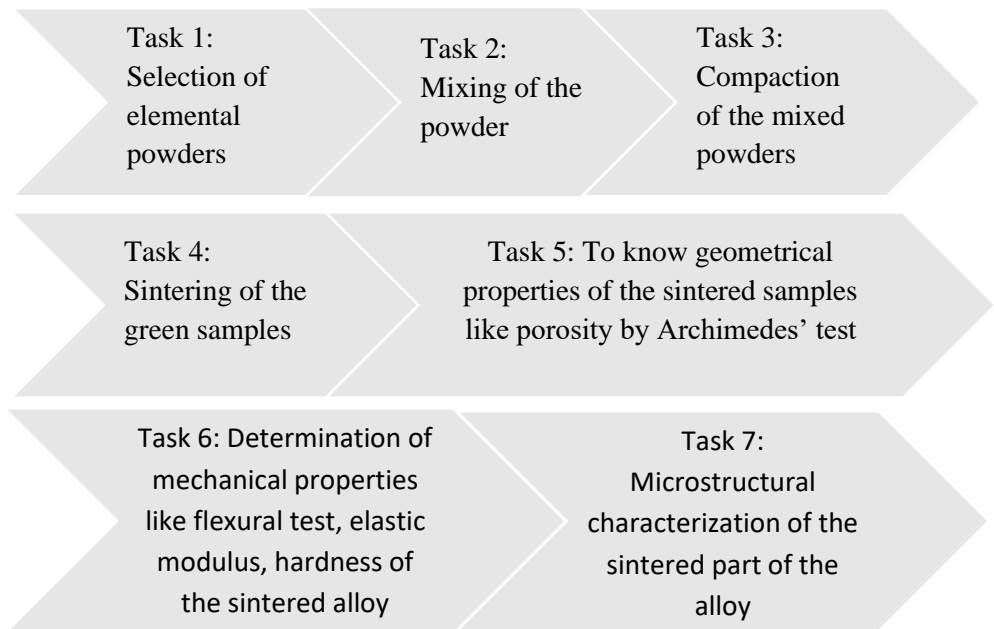 Task 1:
Selection of
elemental
powders
Task 2:
Mixing of the
powder
Task 3:
Compaction
of the mixed
powders
Task 4:
Sintering of the
green samples
Task 5: To know geometrical
properties of the sintered samples
like porosity by Archimedes’ test
Task 6: Determination of
mechanical properties
like flexural test, elastic
modulus, hardness of
the sintered alloy
Task 7:
Microstructural
characterization of the
sintered part of the
alloy